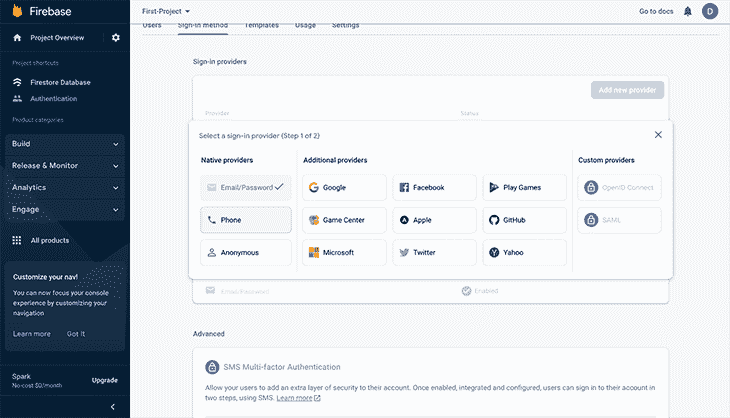 Firebase
First-Project
Go to docs
D
Project Overview
Users
Sign-in method
Templates
Usage
Settings
Project shortcuts
Firestore Database
Authentication
Product categories
Build
Release & Monitor
Analytics
Engage
All products
Customize your nav!
You can now focus your console
experience by customizing your
navigation
Learn more
Got it
Spark
No-cost $0/month
Upgrade
Sign-in providers
Add new provider
Provider
Status
Select a sign-in provider (Step 1 of 2)
Native providers
Additional providers
Custom providers
Email/Password
Google
Facebook
Play Games
OpenID Connect
Phone
Game Center
Apple
GitHub
SAML
Anonymous
Microsoft
Twitter
Yahoo
Email/Password
Enabled
Advanced
SMS Multi-factor Authentication
Allow your users to add an extra layer of security to their account. Once enabled, integrated and configured, users can sign in to their account in
two steps, using SMS. Learn more